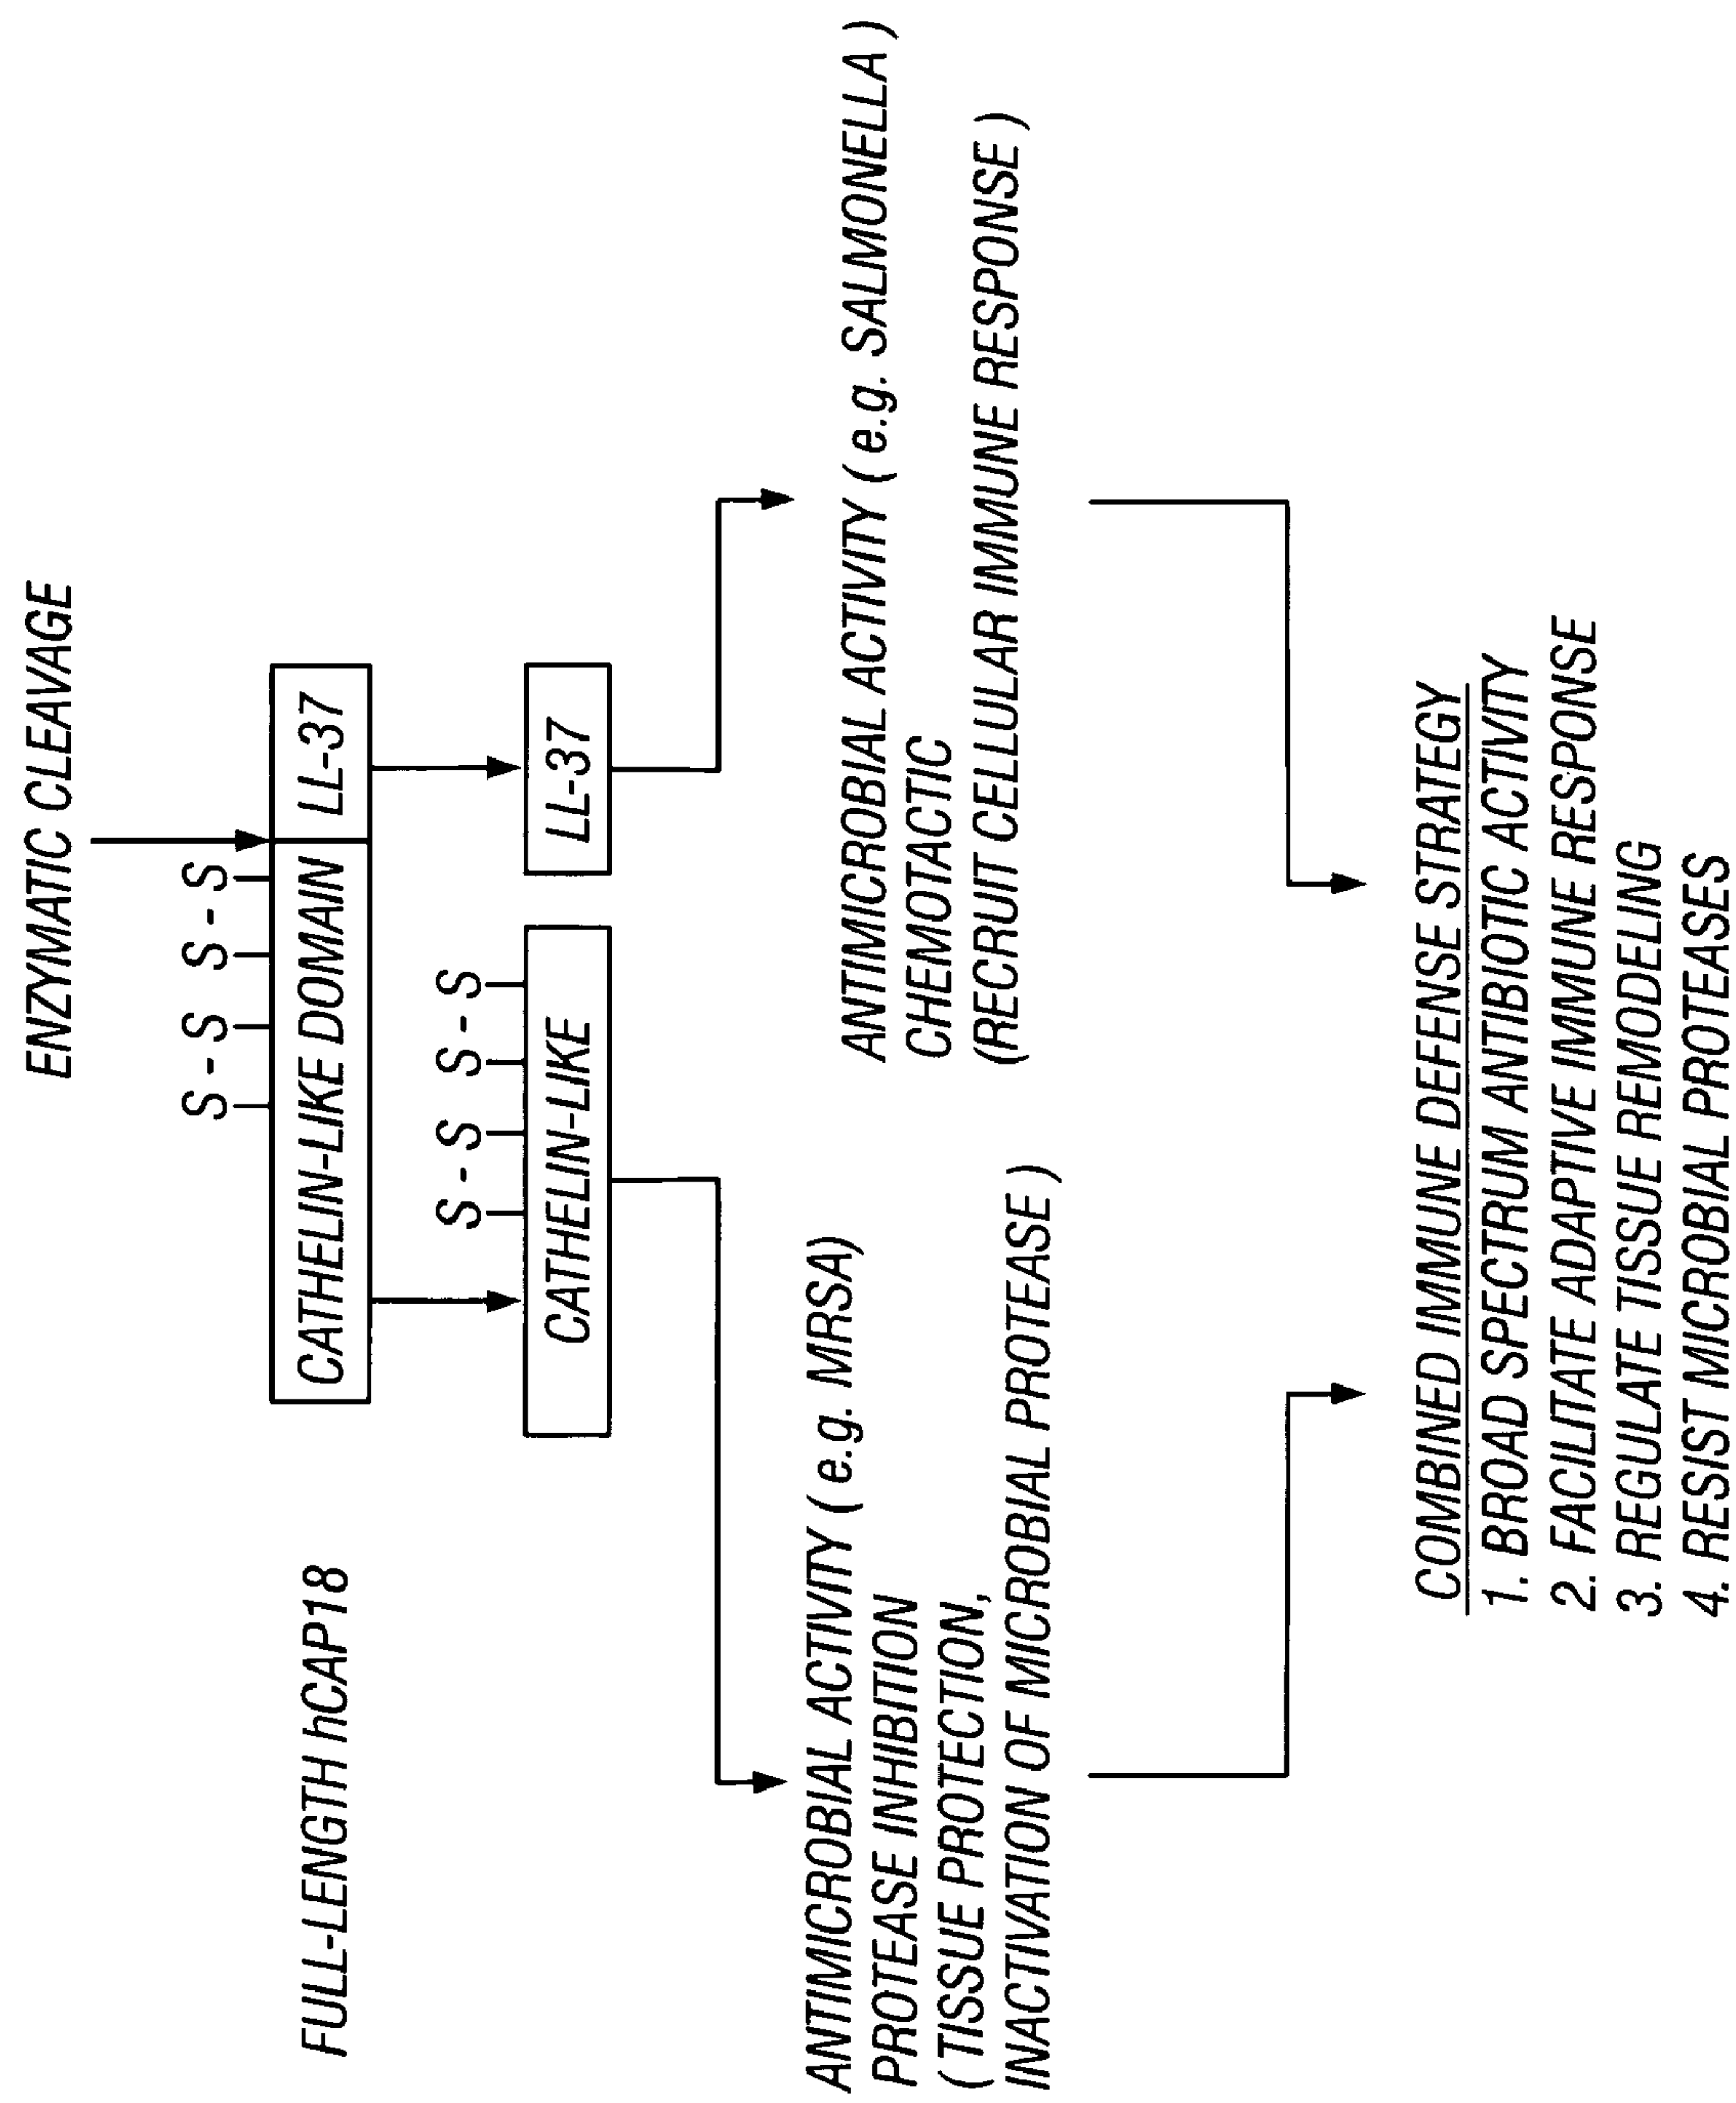 ENZYMATIC CLEAVAGE
S - S   S - S
FULL-LENGTH hCAP18
CATHELIN-LIKE DOMAIN
LL-37
S - S   S - S
CATHELIN-LIKE
LL-37
ANTIMICROBIAL ACTIVITY ( e.g. MRSA)
PROTEASE INHIBITION
( TISSUE PROTECTION,
INACTIVATION OF MICROBIAL PROTEASE )
ANTIMICROBIAL ACTIVITY ( e.g. SALMONELLA )
CHEMOTACTIC
(RECRUIT CELLULAR IMMUNE RESPONSE )
COMBINED IMMUNE DEFENSE STRATEGY
1. BROAD SPECTRUM ANTIBIOTIC ACTIVITY
2. FACILITATE ADAPTIVE IMMUNE RESPONSE
3. REGULATE TISSUE REMODELING
4. RESIST MICROBIAL PROTEASES